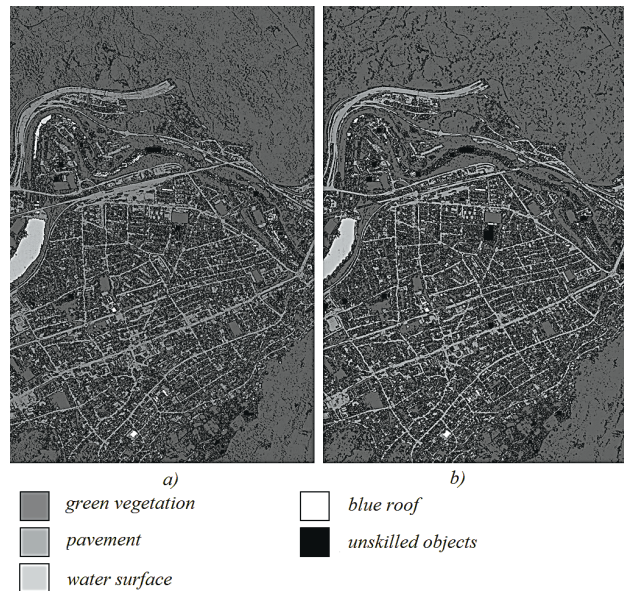 a)
b)
green vegetation
blue roof
pavement
unskilled objects
water surface